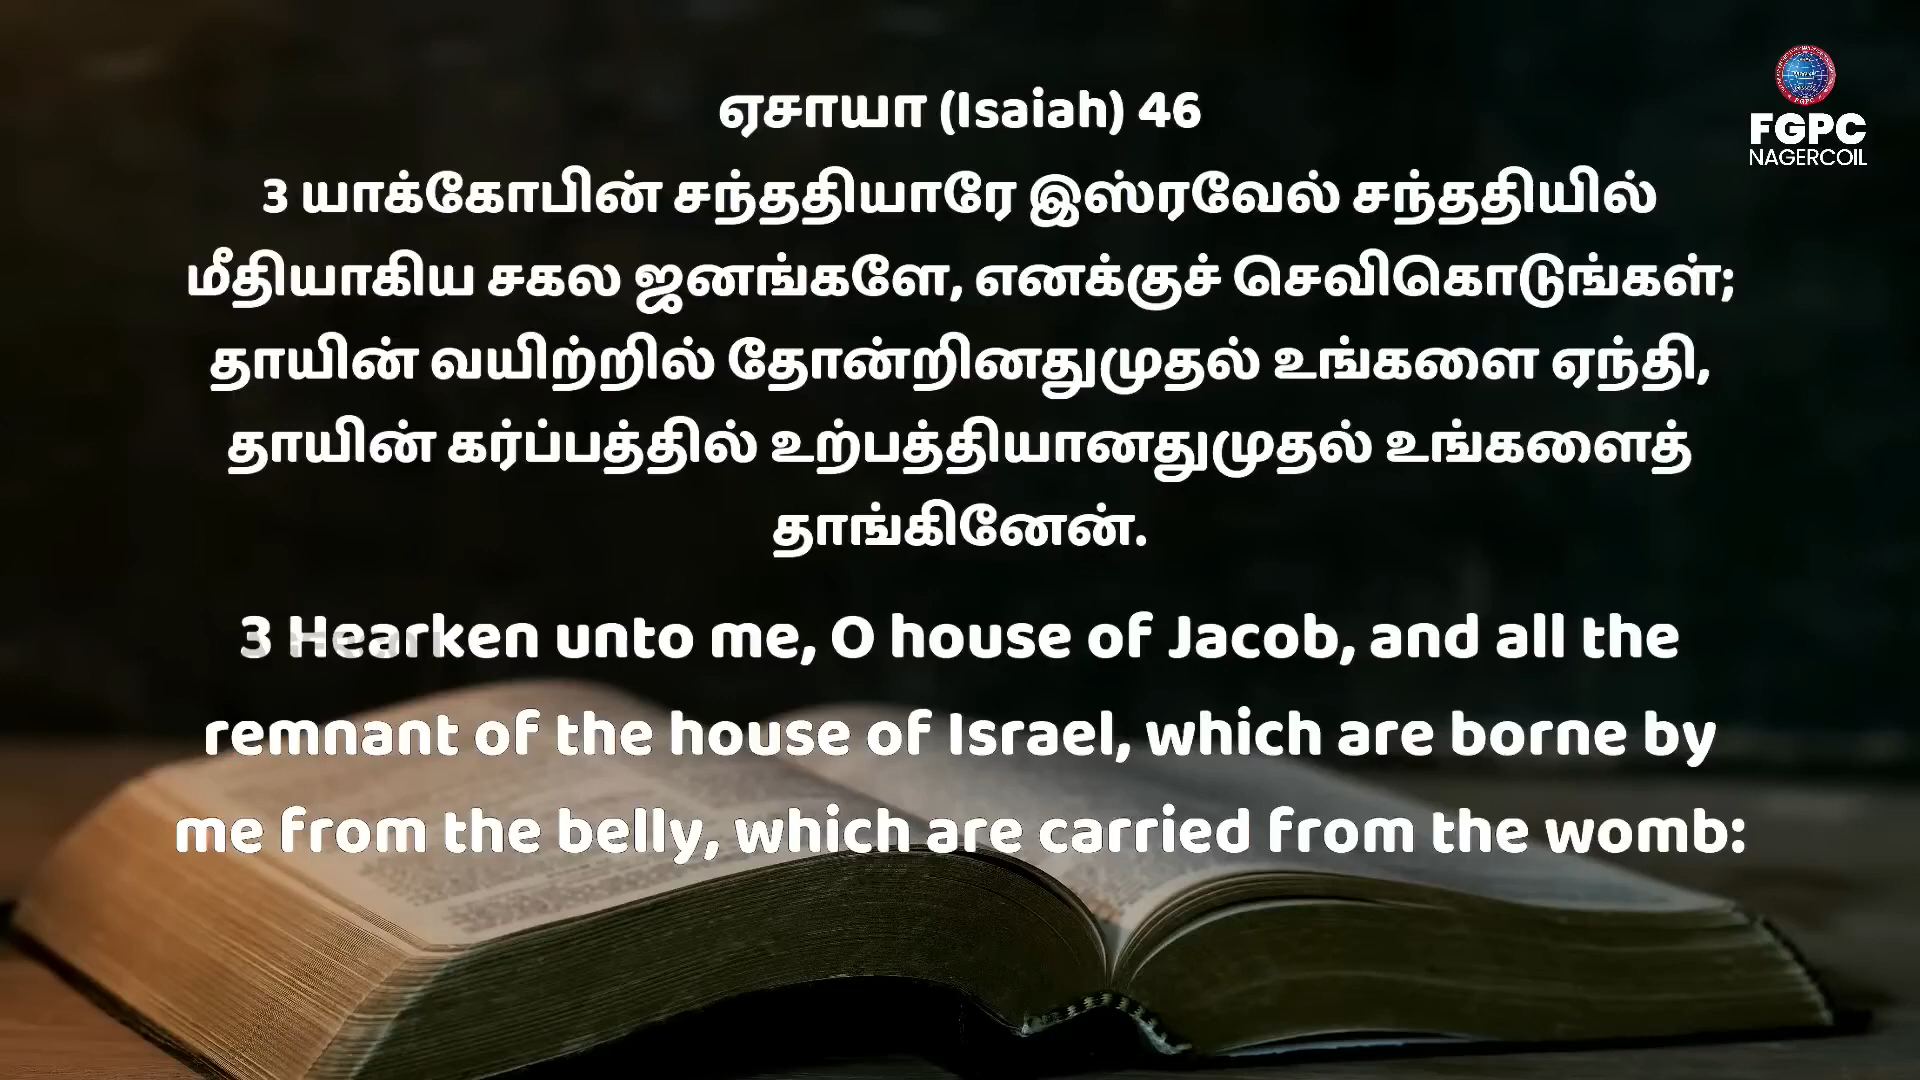 ஏசாயா (Isaiah) 46
3 யாக்கோபின் சந்ததியாரே இஸ்ரவேல் சந்ததியில்
மீதியாகிய சகல ஜனங்களே, எனக்குச் செவிகொடுங்கள்;
தாயின் வயிற்றில் தோன்றினதுமுதல் உங்களை ஏந்தி,
தாயின் கர்ப்பத்தில் உற்பத்தியானதுமுதல் உங்களைத்
தாங்கினேன்.
3 Hearken unto me, O house of Jacob, and all the
remnant of the house of Israel, which are borne by
me from the belly, which are carried from the womb:
FGPC
NAGERCOIL